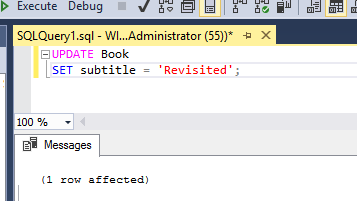 Execute Debug
SQLQuery1.sql - WI...Administrator (55))*
UPDATE Book
SET subtitle = 'Revisited';
100 %
Messages
(1 row affected)